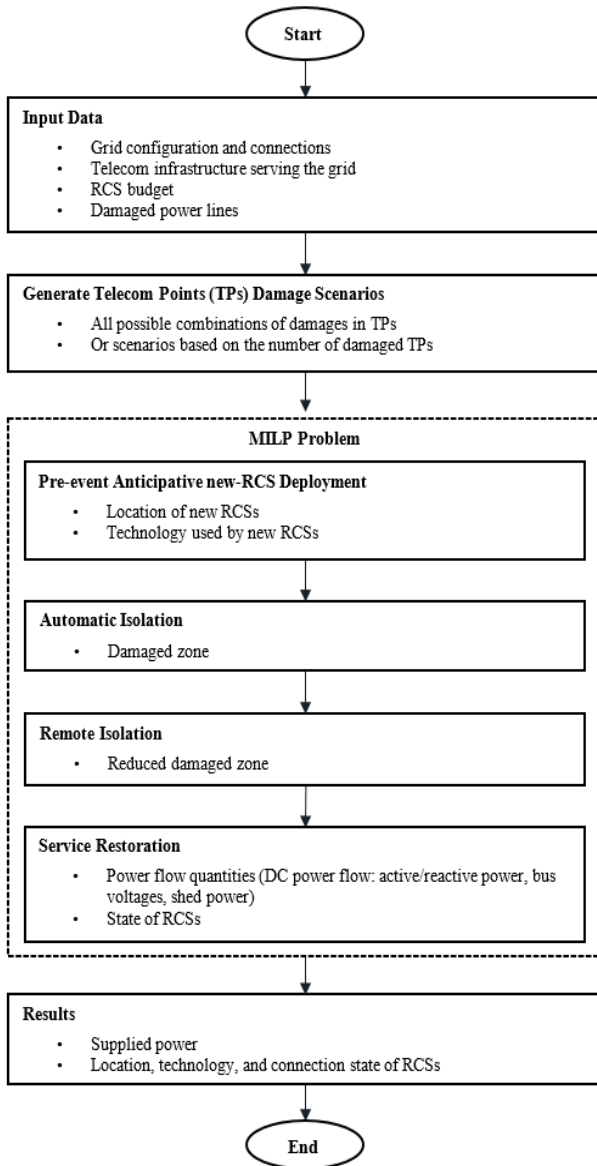 Start
Input Data
• Grid configuration and connections
• Telecom infrastructure serving the grid
• RCS budget
• Damaged power lines
Generate Telecom Points (TPs) Damage Scenarios
• All possible combinations of damages in TPs
• Or scenarios based on the number of damaged TPs
MILP Problem
Pre-event Anticipative new-RCS Deployment
• Location of new RCSs
• Technology used by new RCSs
Automatic Isolation
• Damaged zone
Remote Isolation
• Reduced damaged zone
Service Restoration
• Power flow quantities (DC power flow: active/reactive power, bus
voltages, shed power)
• State of RCSs
Results
• Supplied power
• Location, technology, and connection state of RCSs
End